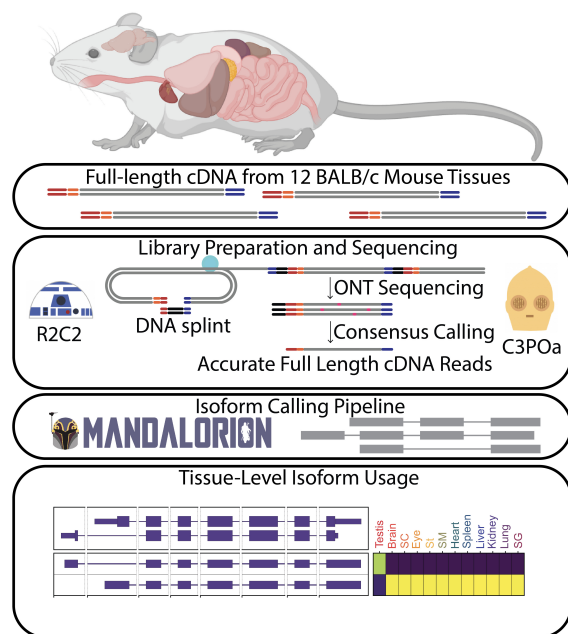 Full-length cDNA from 12 BALB/c Mouse Tissues
Library Preparation and Sequencing
R2C2
DNA splint
ONT Sequencing
Consensus Calling
Accurate Full Length cDNA Reads
C3POa
Isoform Calling Pipeline
MANDALORION
Tissue-Level Isoform Usage
Testis
Brain
SC
Eye
St
SM
Heart
Spleen
Liver
Kidney
Lung
SG